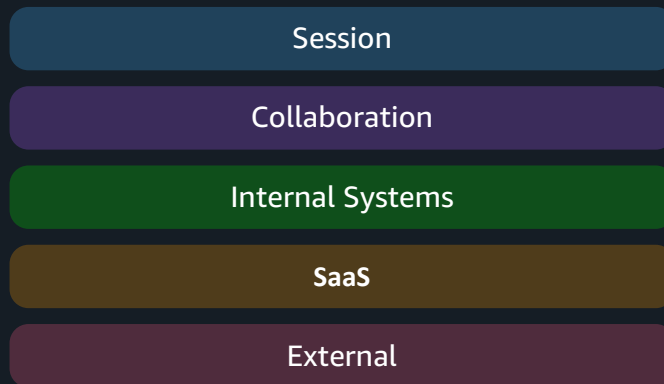 Session
Collaboration
Internal Systems
SaaS
External